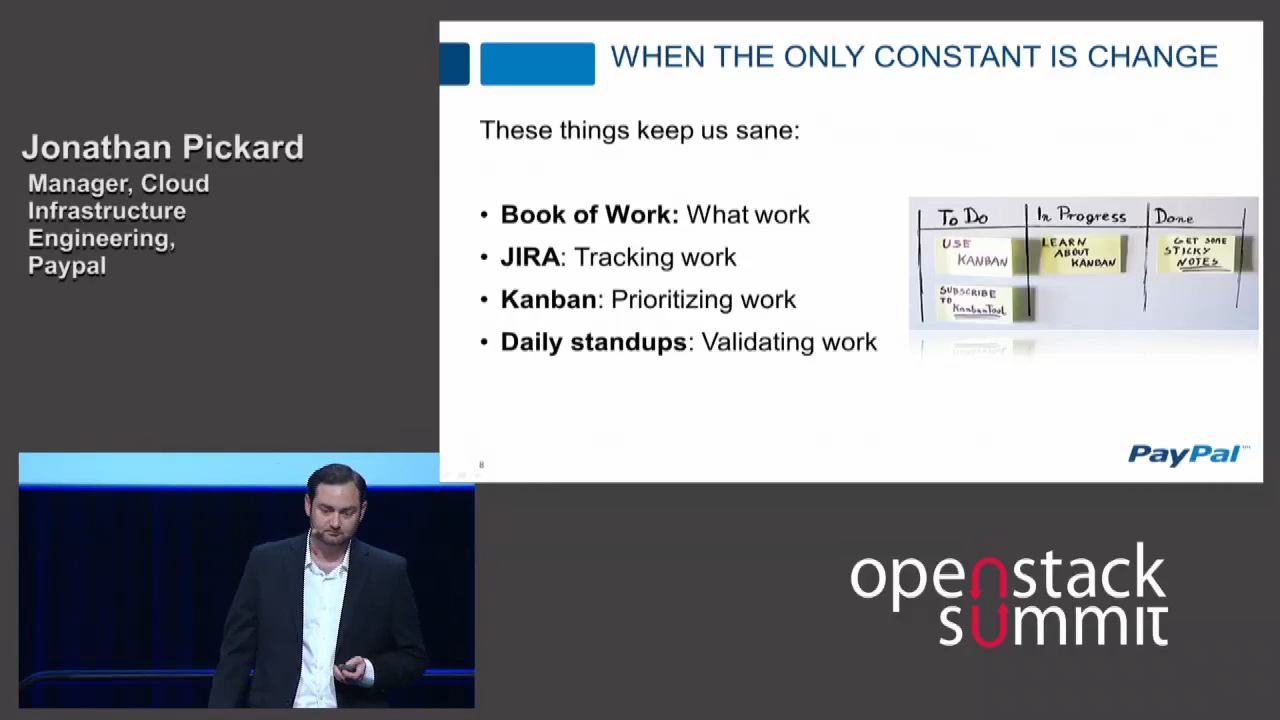 Jonathan Pickard
Manager, Cloud
Infrastructure
Engineering,
Paypal
WHEN THE ONLY CONSTANT IS CHANGE
These things keep us sane:
• Book of Work: What work
• JIRA: Tracking work
• Kanban: Prioritizing work
• Daily standups: Validating work
To Do
In Progress
Done
USE
KANBAN
LEARN
ABOUT
KANBAN
GET SOME
STICKY
NOTES
SUBSCRIBE
TO
KanbanTool
8
PayPal
openstack
summit